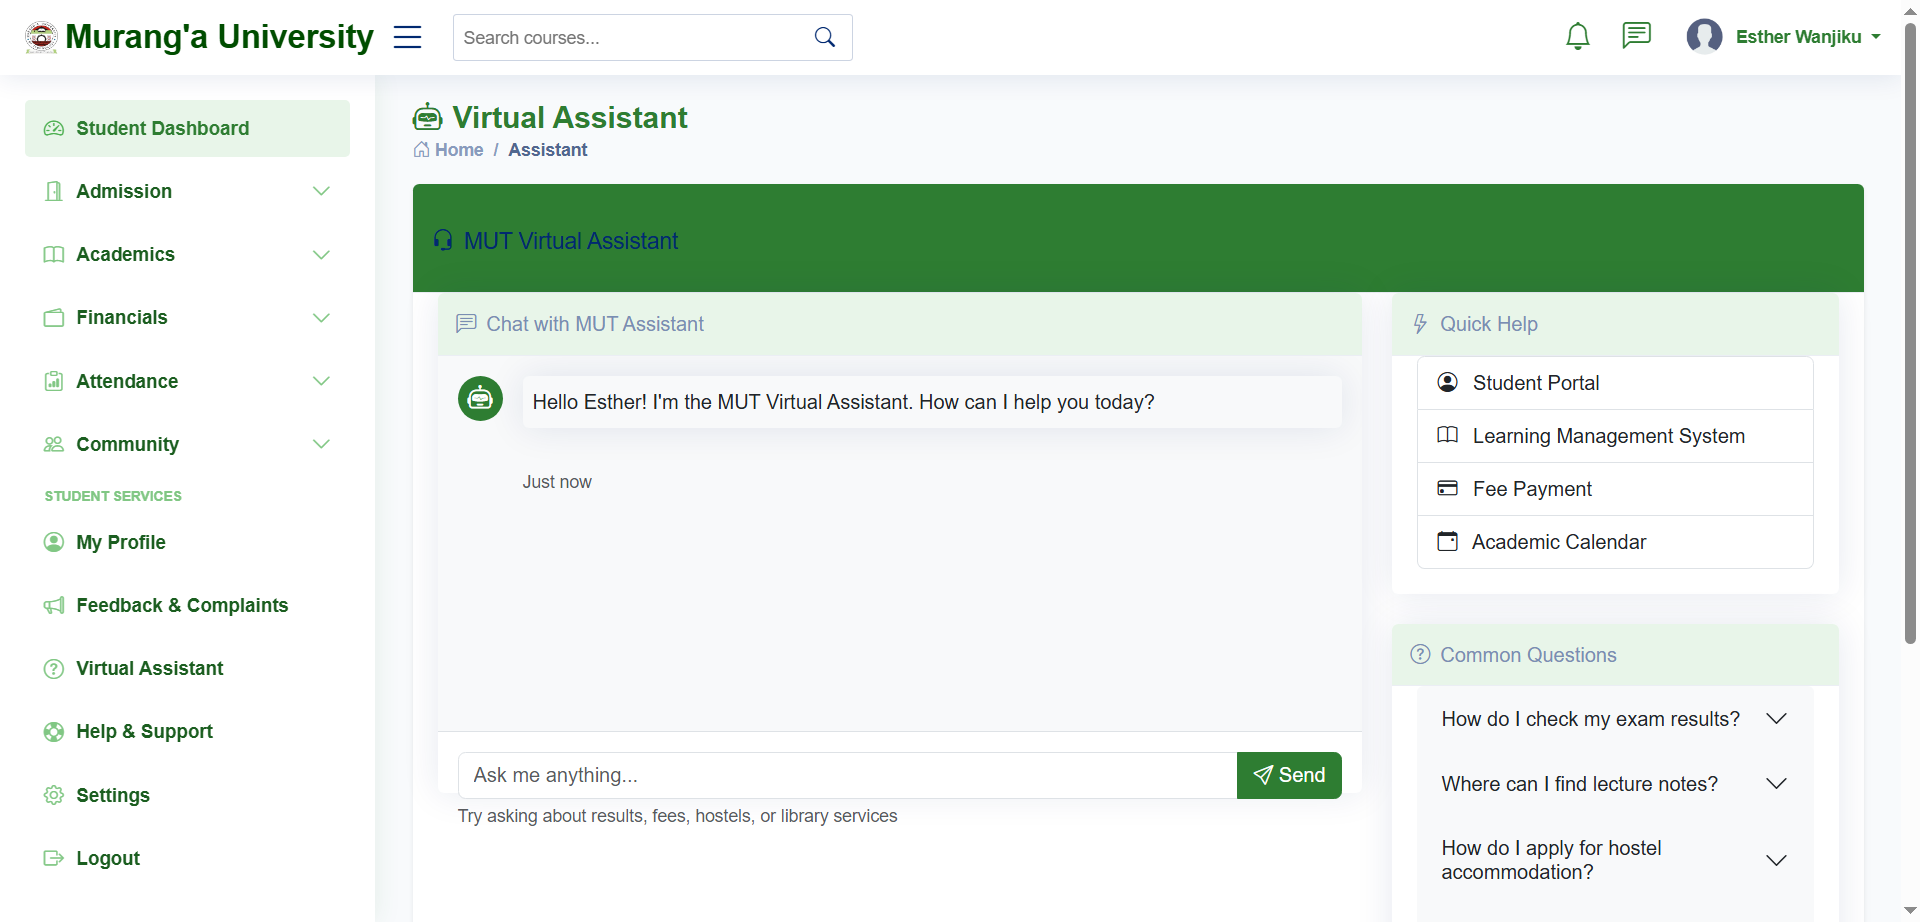 Murang'a University
Search courses...
Esther Wanjiku
Student Dashboard
Admission
Academics
Financials
Attendance
Community
STUDENT SERVICES
My Profile
Feedback & Complaints
Virtual Assistant
Help & Support
Settings
Logout
Virtual Assistant
Home / Assistant
MUT Virtual Assistant
Chat with MUT Assistant
Hello Esther! I'm the MUT Virtual Assistant. How can I help you today?
Just now
Ask me anything...
Send
Try asking about results, fees, hostels, or library services
Quick Help
Student Portal
Learning Management System
Fee Payment
Academic Calendar
Common Questions
How do I check my exam results?
Where can I find lecture notes?
How do I apply for hostel
accommodation?